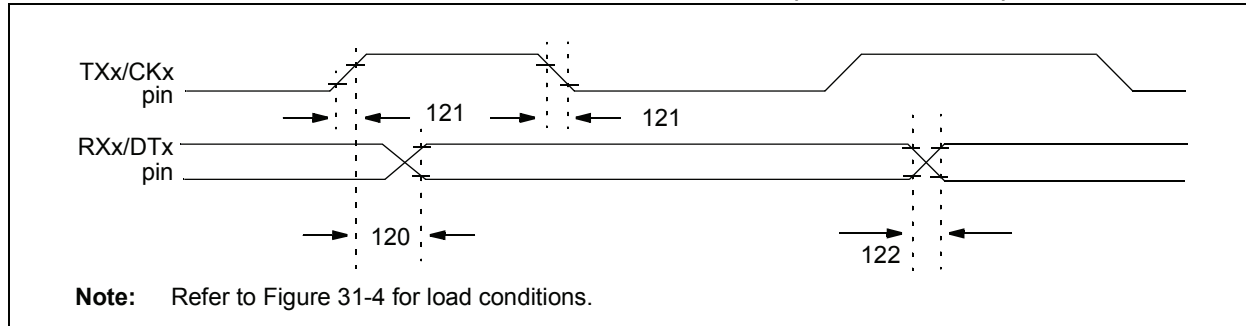 TXx/CKx
pin
121
121
RXx/DTx
pin
120
122
Note: Refer to Figure 31-4 for load conditions.